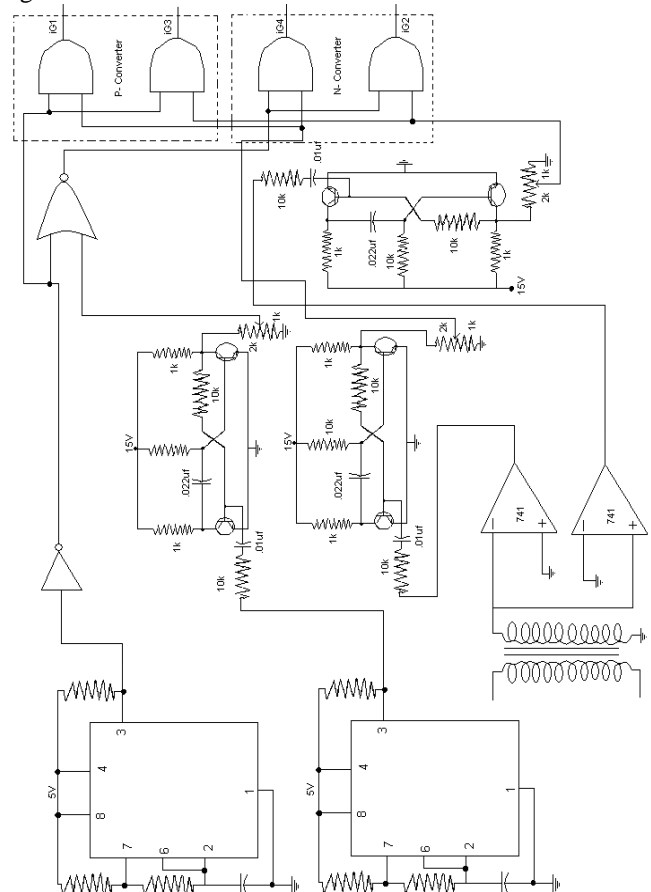 iG1
iG3
iG4
iG2
P- Converter
N- Converter
.01uf
10k
1k
2k
.022uf
10k
10k
1k
1k
15V
1k
2k
1k
10k
10k
15V
.022uf
1k
.01uf
10k
1k
2k
1k
10k
10k
15V
.022uf
1k
.01uf
10k
741
741
3
4
5V
8
1
7
6
2
3
4
5V
8
1
7
6
2